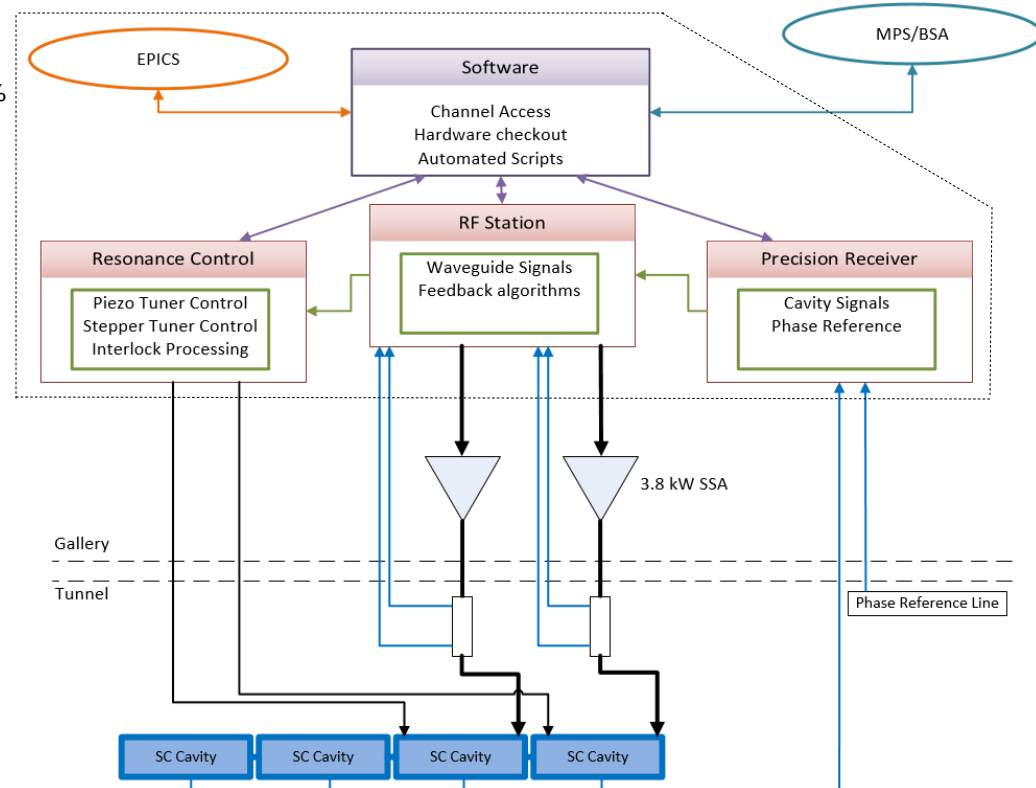 EPICS
MPS/BSA
%
Software
Channel Access
Hardware checkout
Automated Scripts
RF Station
Waveguide Signals
Feedback algorithms
Resonance Control
Piezo Tuner Control
Stepper Tuner Control
Interlock Processing
Precision Receiver
Cavity Signals
Phase Reference
3.8 kW SSA
Gallery
Tunnel
Phase Reference Line
SC Cavity
SC Cavity
SC Cavity
SC Cavity